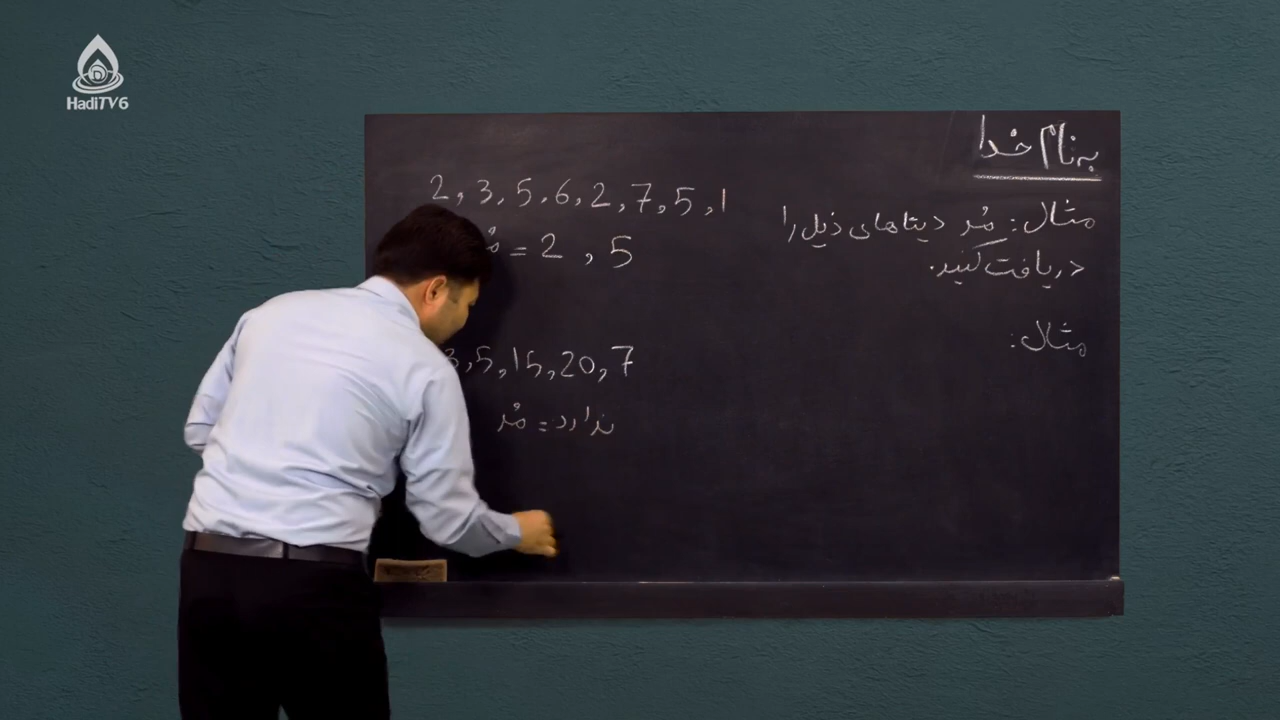 HadiTV6
به نام خدا
مثال: مُد دیتاهای ذیل را
دریافت کنید.
2, 3, 5, 6, 2, 7, 5, 1
= 2 , 5
مثال:
3, 5, 15, 20, 7
مُد = ندارد